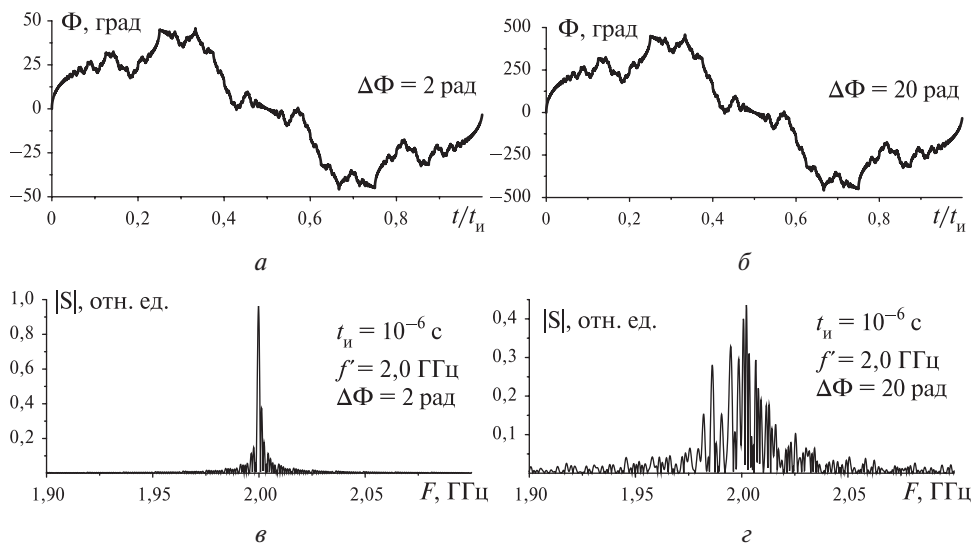 50
Φ, град
25
ΔΦ = 2 рад
0
−25
−50
0
0,2
0,4
0,6
0,8
t/tи
а
500
Φ, град
250
ΔΦ = 20 рад
0
−250
−500
0
0,2
0,4
0,6
0,8
t/tи
б
1,0
|S|, отн. ед.
0,8
tи = 10⁻⁶ с
0,6
f′ = 2,0 ГГц
0,4
ΔΦ = 2 рад
0,2
1,90
1,95
2,00
2,05
F, ГГц
в
0,4
|S|, отн. ед.
tи = 10⁻⁶ с
0,3
f′ = 2,0 ГГц
0,2
ΔΦ = 20 рад
0,1
1,90
1,95
2,00
2,05
F, ГГц
г